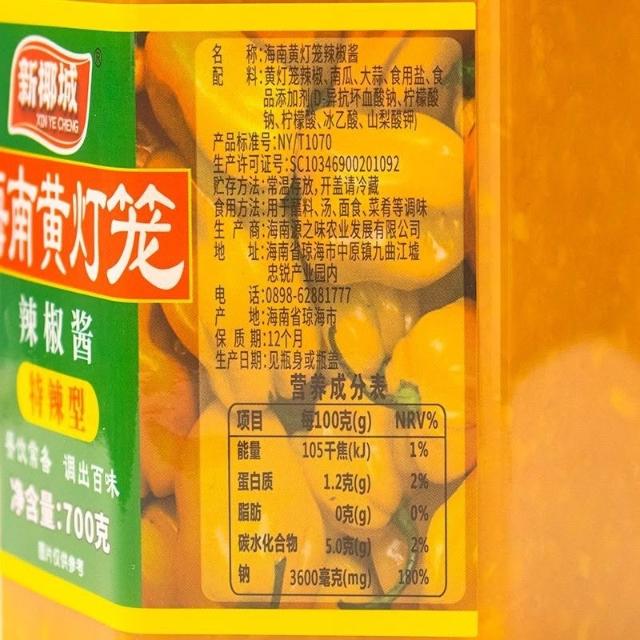 新椰城®
XIN YE CHENG
海南黄灯笼
辣椒酱
特辣型
餐饮常备 调出百味
净含量:700克
图片仅供参考
名 称:海南黄灯笼辣椒酱
配 料:黄灯笼辣椒、南瓜、大蒜、食用盐、食
品添加剂(D-异抗坏血酸钠、柠檬酸
钠、柠檬酸、冰乙酸、山梨酸钾)
产品标准号:NY/T1070
生产许可证号:SC10346900201092
贮存方法:常温存放,开盖请冷藏
食用方法:用于蘸料、汤、面食、菜肴等调味
生 产 商:海南源之味农业发展有限公司
地 址:海南省琼海市中原镇九曲江墟
忠锐产业园内
电 话:0898-62881777
产 地:海南省琼海市
保 质 期:12个月
生产日期:见瓶身或瓶盖
营养成分表
项目 每100克(g) NRV%
能量 105千焦(kJ) 1%
蛋白质 1.2克(g) 2%
脂肪 0克(g) 0%
碳水化合物 5.0克(g) 2%
钠 3600毫克(mg) 180%